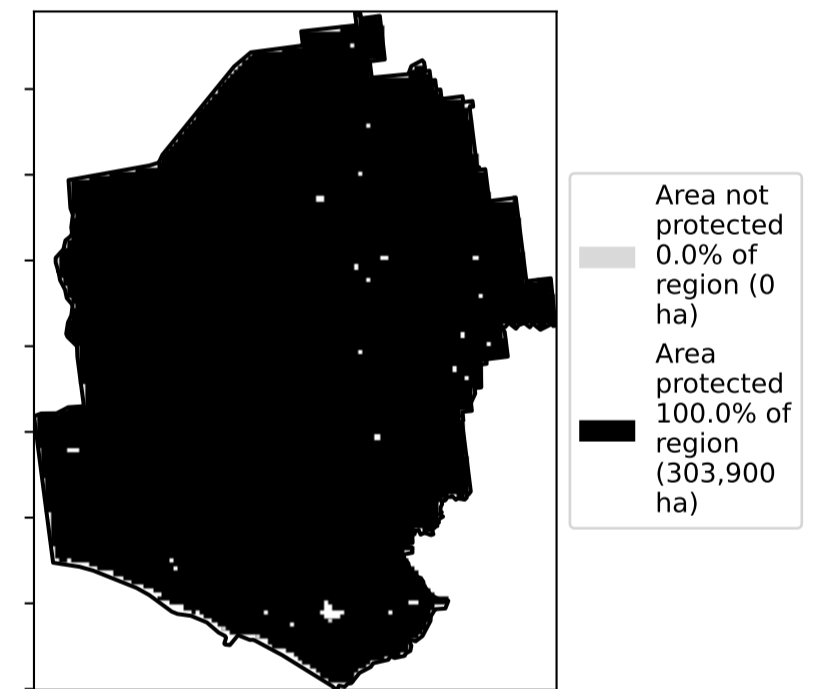 Area not
protected
0.0% of
region (0
ha)
Area
protected
100.0% of
region
(303,900
ha)